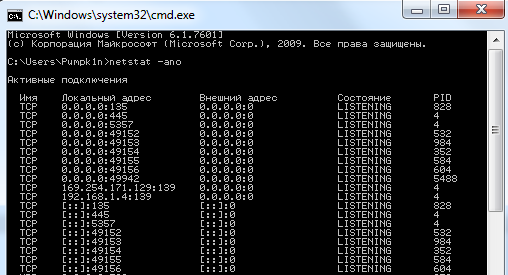 C:\Windows\system32\cmd.exe
Microsoft Windows [Version 6.1.7601]
(c) Корпорация Майкрософт (Microsoft Corp.), 2009. Все права защищены.
C:\Users\Pumpk1n>netstat -ano
Активные подключения
Имя Локальный адрес Внешний адрес Состояние PID
TCP 0.0.0.0:135 0.0.0.0:0 LISTENING 828
TCP 0.0.0.0:445 0.0.0.0:0 LISTENING 4
TCP 0.0.0.0:5357 0.0.0.0:0 LISTENING 4
TCP 0.0.0.0:49152 0.0.0.0:0 LISTENING 532
TCP 0.0.0.0:49153 0.0.0.0:0 LISTENING 984
TCP 0.0.0.0:49154 0.0.0.0:0 LISTENING 352
TCP 0.0.0.0:49155 0.0.0.0:0 LISTENING 584
TCP 0.0.0.0:49156 0.0.0.0:0 LISTENING 604
TCP 0.0.0.0:49942 0.0.0.0:0 LISTENING 5488
TCP 169.254.171.129:139 0.0.0.0:0 LISTENING 4
TCP 192.168.1.4:139 0.0.0.0:0 LISTENING 4
TCP [::]:135 [::]:0 LISTENING 828
TCP [::]:445 [::]:0 LISTENING 4
TCP [::]:5357 [::]:0 LISTENING 4
TCP [::]:49152 [::]:0 LISTENING 532
TCP [::]:49153 [::]:0 LISTENING 984
TCP [::]:49154 [::]:0 LISTENING 352
TCP [::]:49155 [::]:0 LISTENING 584
TCP [::]:49156 [::]:0 LISTENING 604